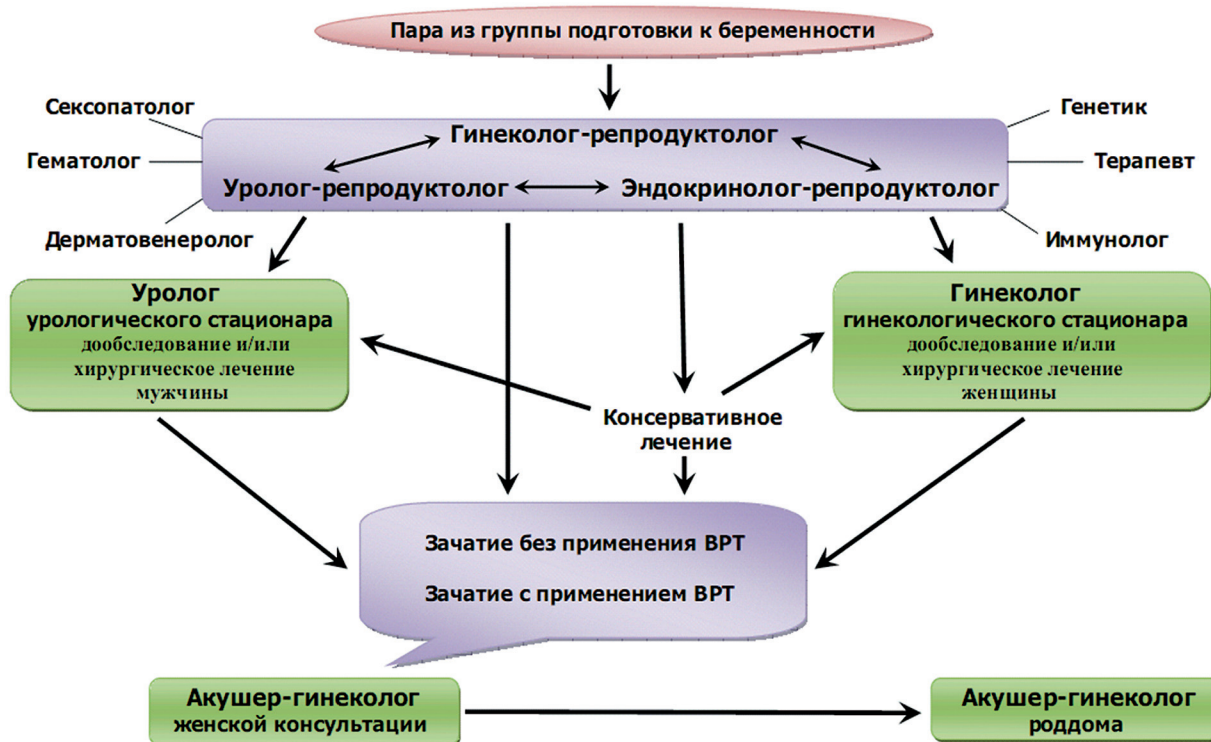 Пара из группы подготовки к беременности
Сексопатолог
Генетик
Гинеколог-репродуктолог
Гематолог
Терапевт
Уролог-репродуктолог
Эндокринолог-репродуктолог
Дерматовенеролог
Иммунолог
Уролог
урологического стационара
дообследование и/или
хирургическое лечение
мужчины
Гинеколог
гинекологического стационара
дообследование и/или
хирургическое лечение
женщины
Консервативное
лечение
Зачатие без применения ВРТ
Зачатие с применением ВРТ
Акушер-гинеколог
женской консультации
Акушер-гинеколог
роддома